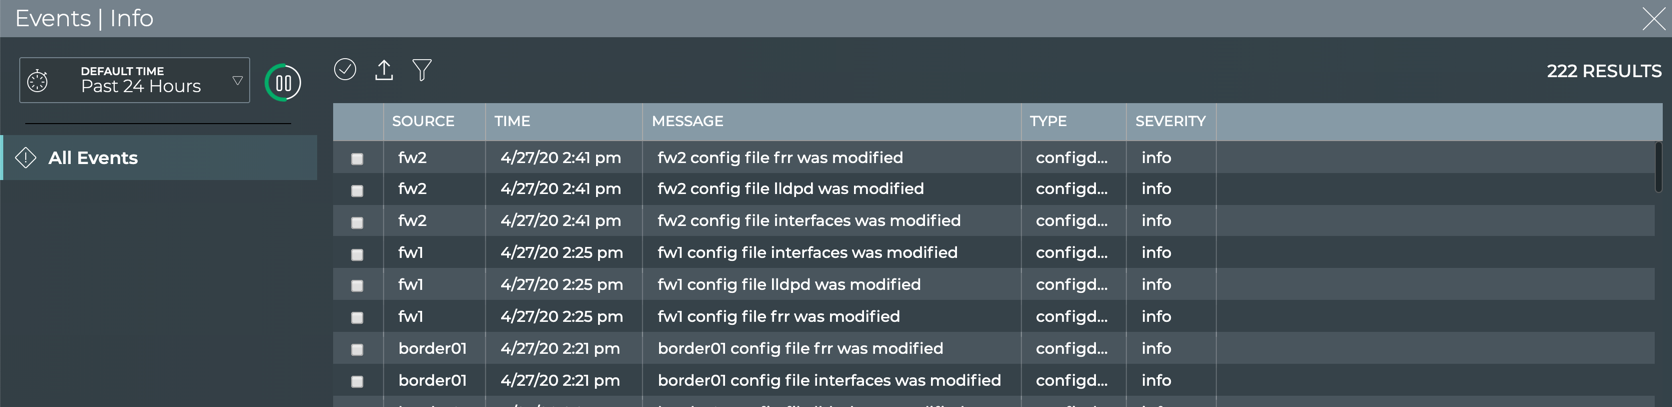 Events | Info
DEFAULT TIME
Past 24 Hours
222 RESULTS
All Events
SOURCE TIME MESSAGE TYPE SEVERITY
fw2 4/27/20 2:41 pm fw2 config file frr was modified configd... info
fw2 4/27/20 2:41 pm fw2 config file lldpd was modified configd... info
fw2 4/27/20 2:41 pm fw2 config file interfaces was modified configd... info
fw1 4/27/20 2:25 pm fw1 config file interfaces was modified configd... info
fw1 4/27/20 2:25 pm fw1 config file lldpd was modified configd... info
fw1 4/27/20 2:25 pm fw1 config file frr was modified configd... info
border01 4/27/20 2:21 pm border01 config file frr was modified configd... info
border01 4/27/20 2:21 pm border01 config file interfaces was modified configd... info